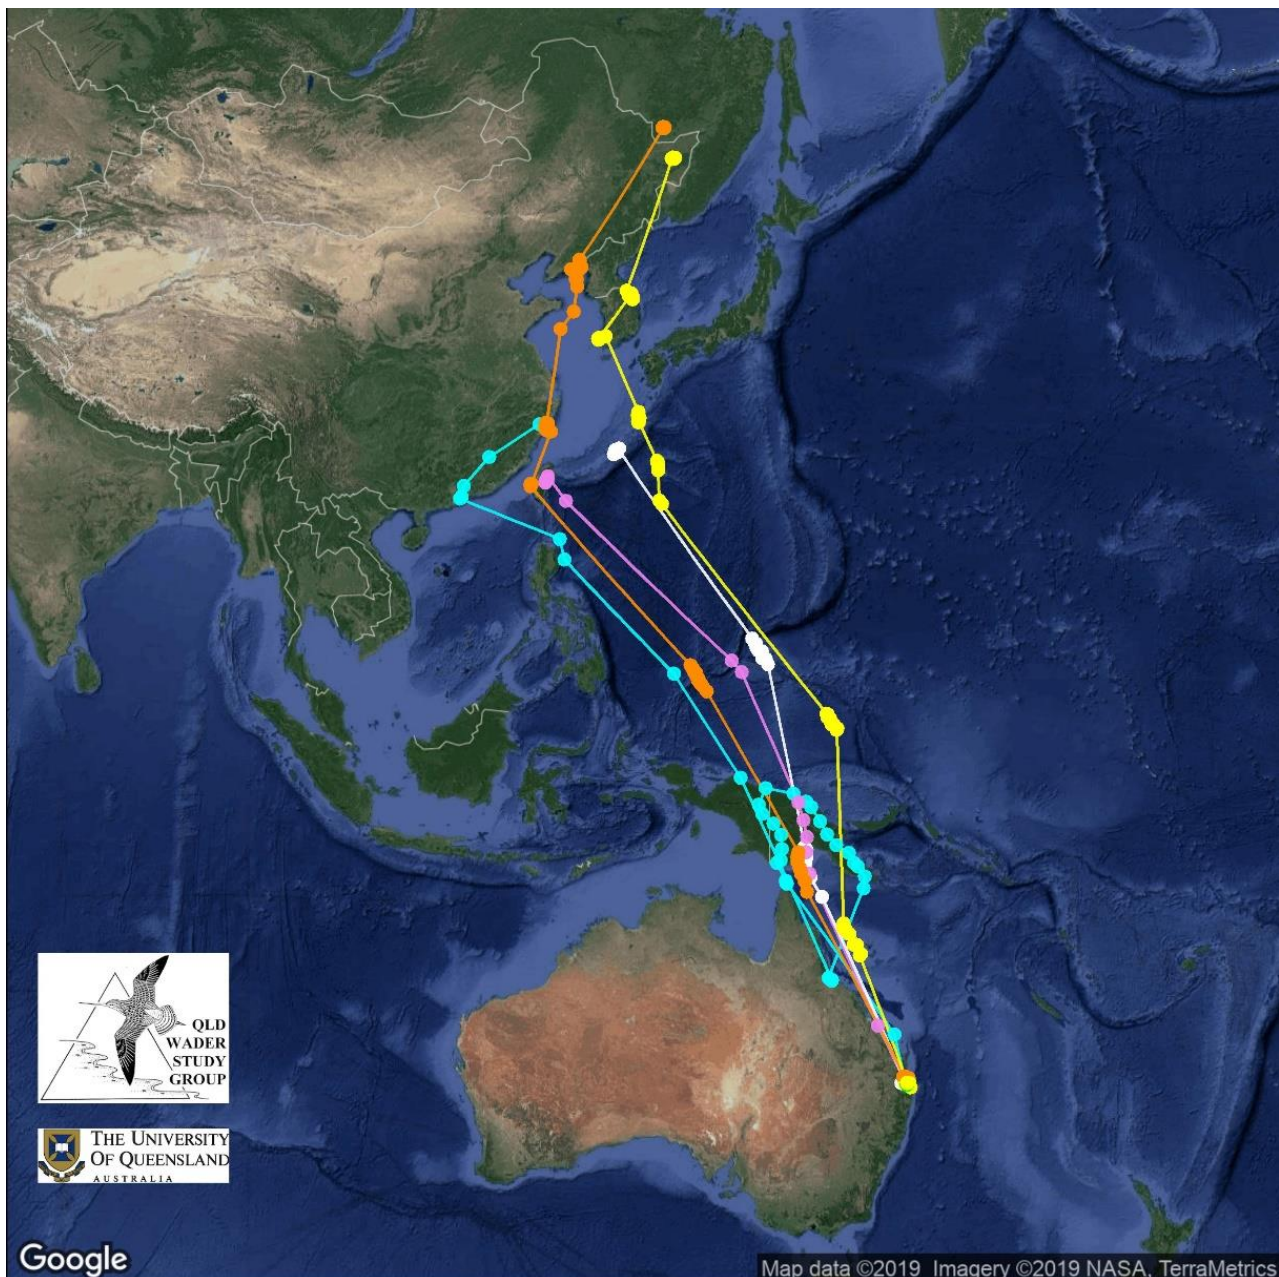 QLD
WADER
STUDY
GROUP
THE UNIVERSITY
OF QUEENSLAND
AUSTRALIA
Google
Map data ©2019 Imagery ©2019 NASA, TerraMetrics